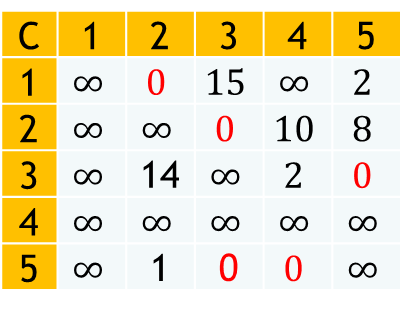 C 1 2 3 4 5
1 ∞ 0 15 ∞ 2
2 ∞ ∞ 0 10 8
3 ∞ 14 ∞ 2 0
4 ∞ ∞ ∞ ∞ ∞
5 ∞ 1 0 0 ∞